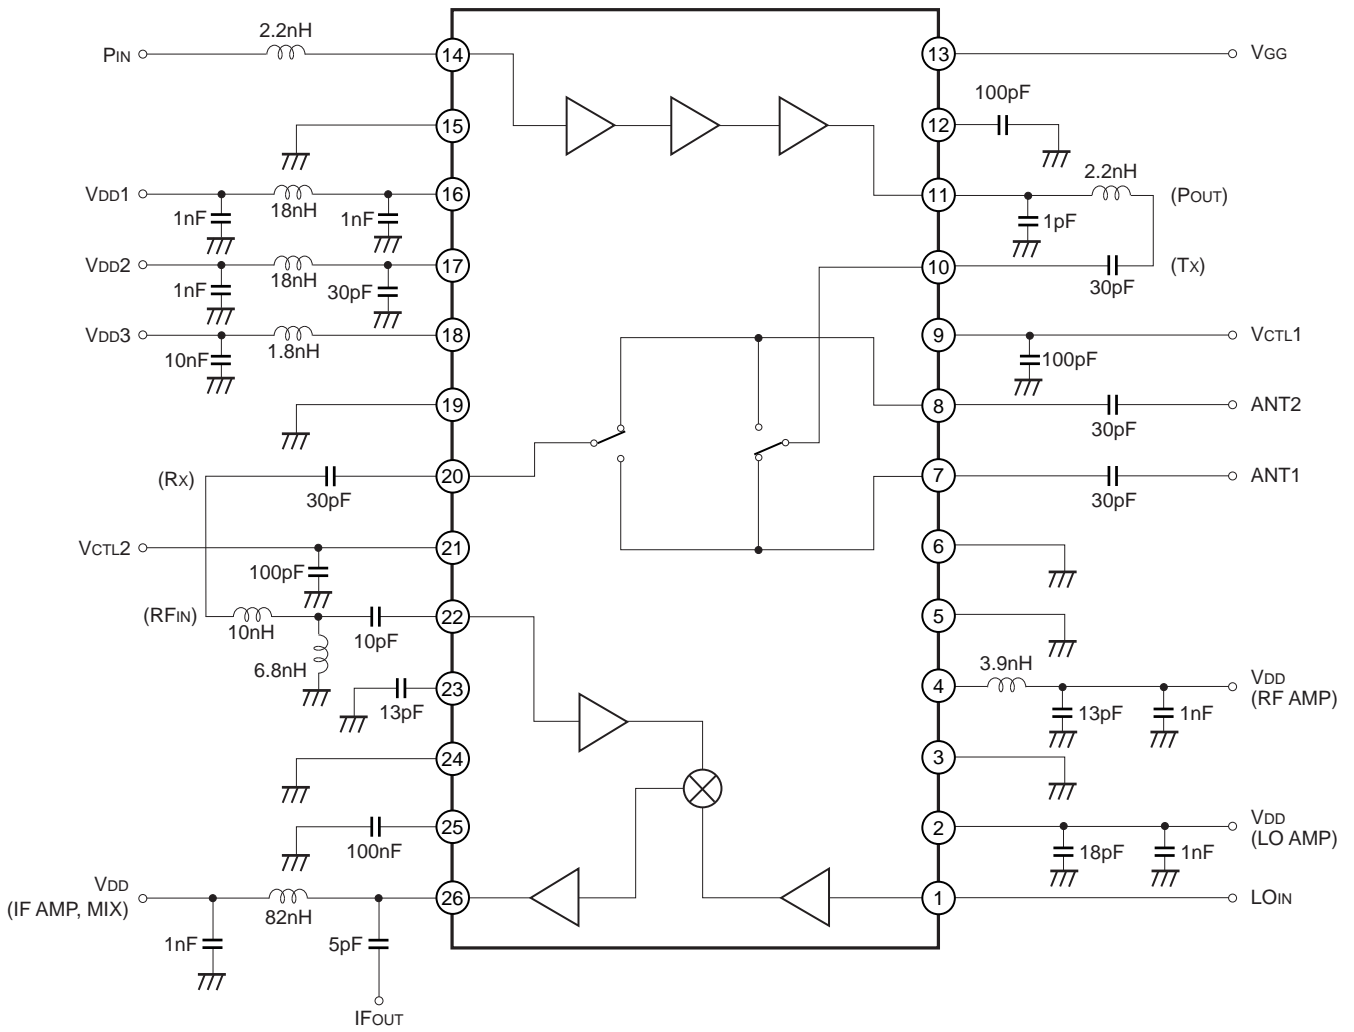 2.2nH
PIN
14
13
VGG
100pF
15
12
2.2nH
VDD1
16
11
(POUT)
1nF
18nH
1nF
1pF
VDD2
17
10
(TX)
1nF
18nH
30pF
30pF
VDD3
18
9
VCTL1
10nF
1.8nH
100pF
19
8
ANT2
30pF
(RX)
20
7
ANT1
30pF
30pF
VCTL2
21
6
100pF
(RFIN)
22
5
10nH
10pF
6.8nH
3.9nH
23
4
VDD
(RF AMP)
13pF
13pF
1nF
24
3
25
2
VDD
(LO AMP)
100nF
18pF
1nF
VDD
(IF AMP, MIX)
26
1
LOIN
82nH
1nF
5pF
IFOUT